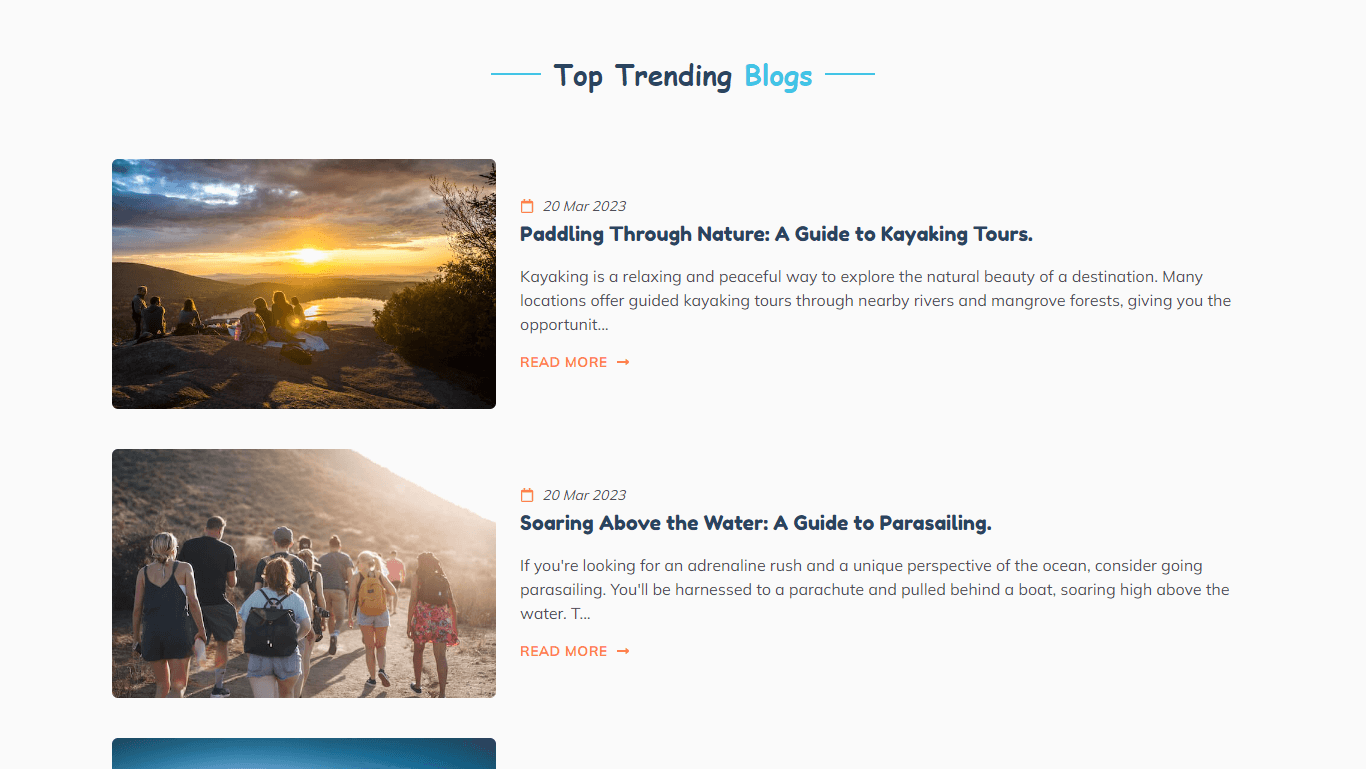 Top Trending Blogs
20 Mar 2023
Paddling Through Nature: A Guide to Kayaking Tours.
Kayaking is a relaxing and peaceful way to explore the natural beauty of a destination. Many
locations offer guided kayaking tours through nearby rivers and mangrove forests, giving you the
opportunit...
READ MORE
20 Mar 2023
Soaring Above the Water: A Guide to Parasailing.
If you're looking for an adrenaline rush and a unique perspective of the ocean, consider going
parasailing. You'll be harnessed to a parachute and pulled behind a boat, soaring high above the
water. T...
READ MORE